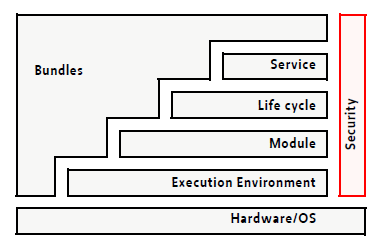 Service
Bundles
Life cycle
Module
Execution Environment
Hardware/OS
Security